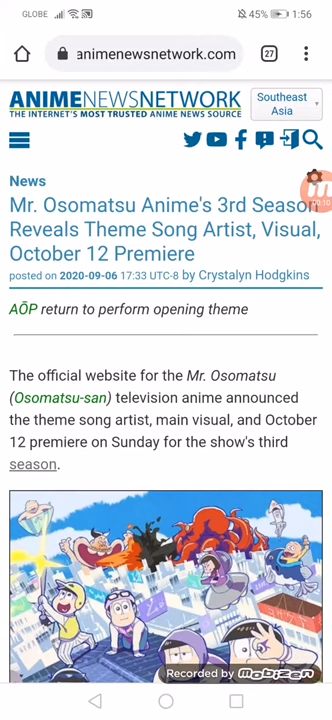 GLOBE 45% 1:56
animenewsnetwork.com 27
ANIMENEWSNETWORK
THE INTERNET'S MOST TRUSTED ANIME NEWS SOURCE
Southeast
Asia
News
Mr. Osomatsu Anime's 3rd Season
Reveals Theme Song Artist, Visual,
October 12 Premiere
00:10
posted on 2020-09-06 17:33 UTC-8 by Crystalyn Hodgkins
AŌP return to perform opening theme
The official website for the Mr. Osomatsu
(Osomatsu-san) television anime announced
the theme song artist, main visual, and October
12 premiere on Sunday for the show's third
season.
Recorded by Mobizen